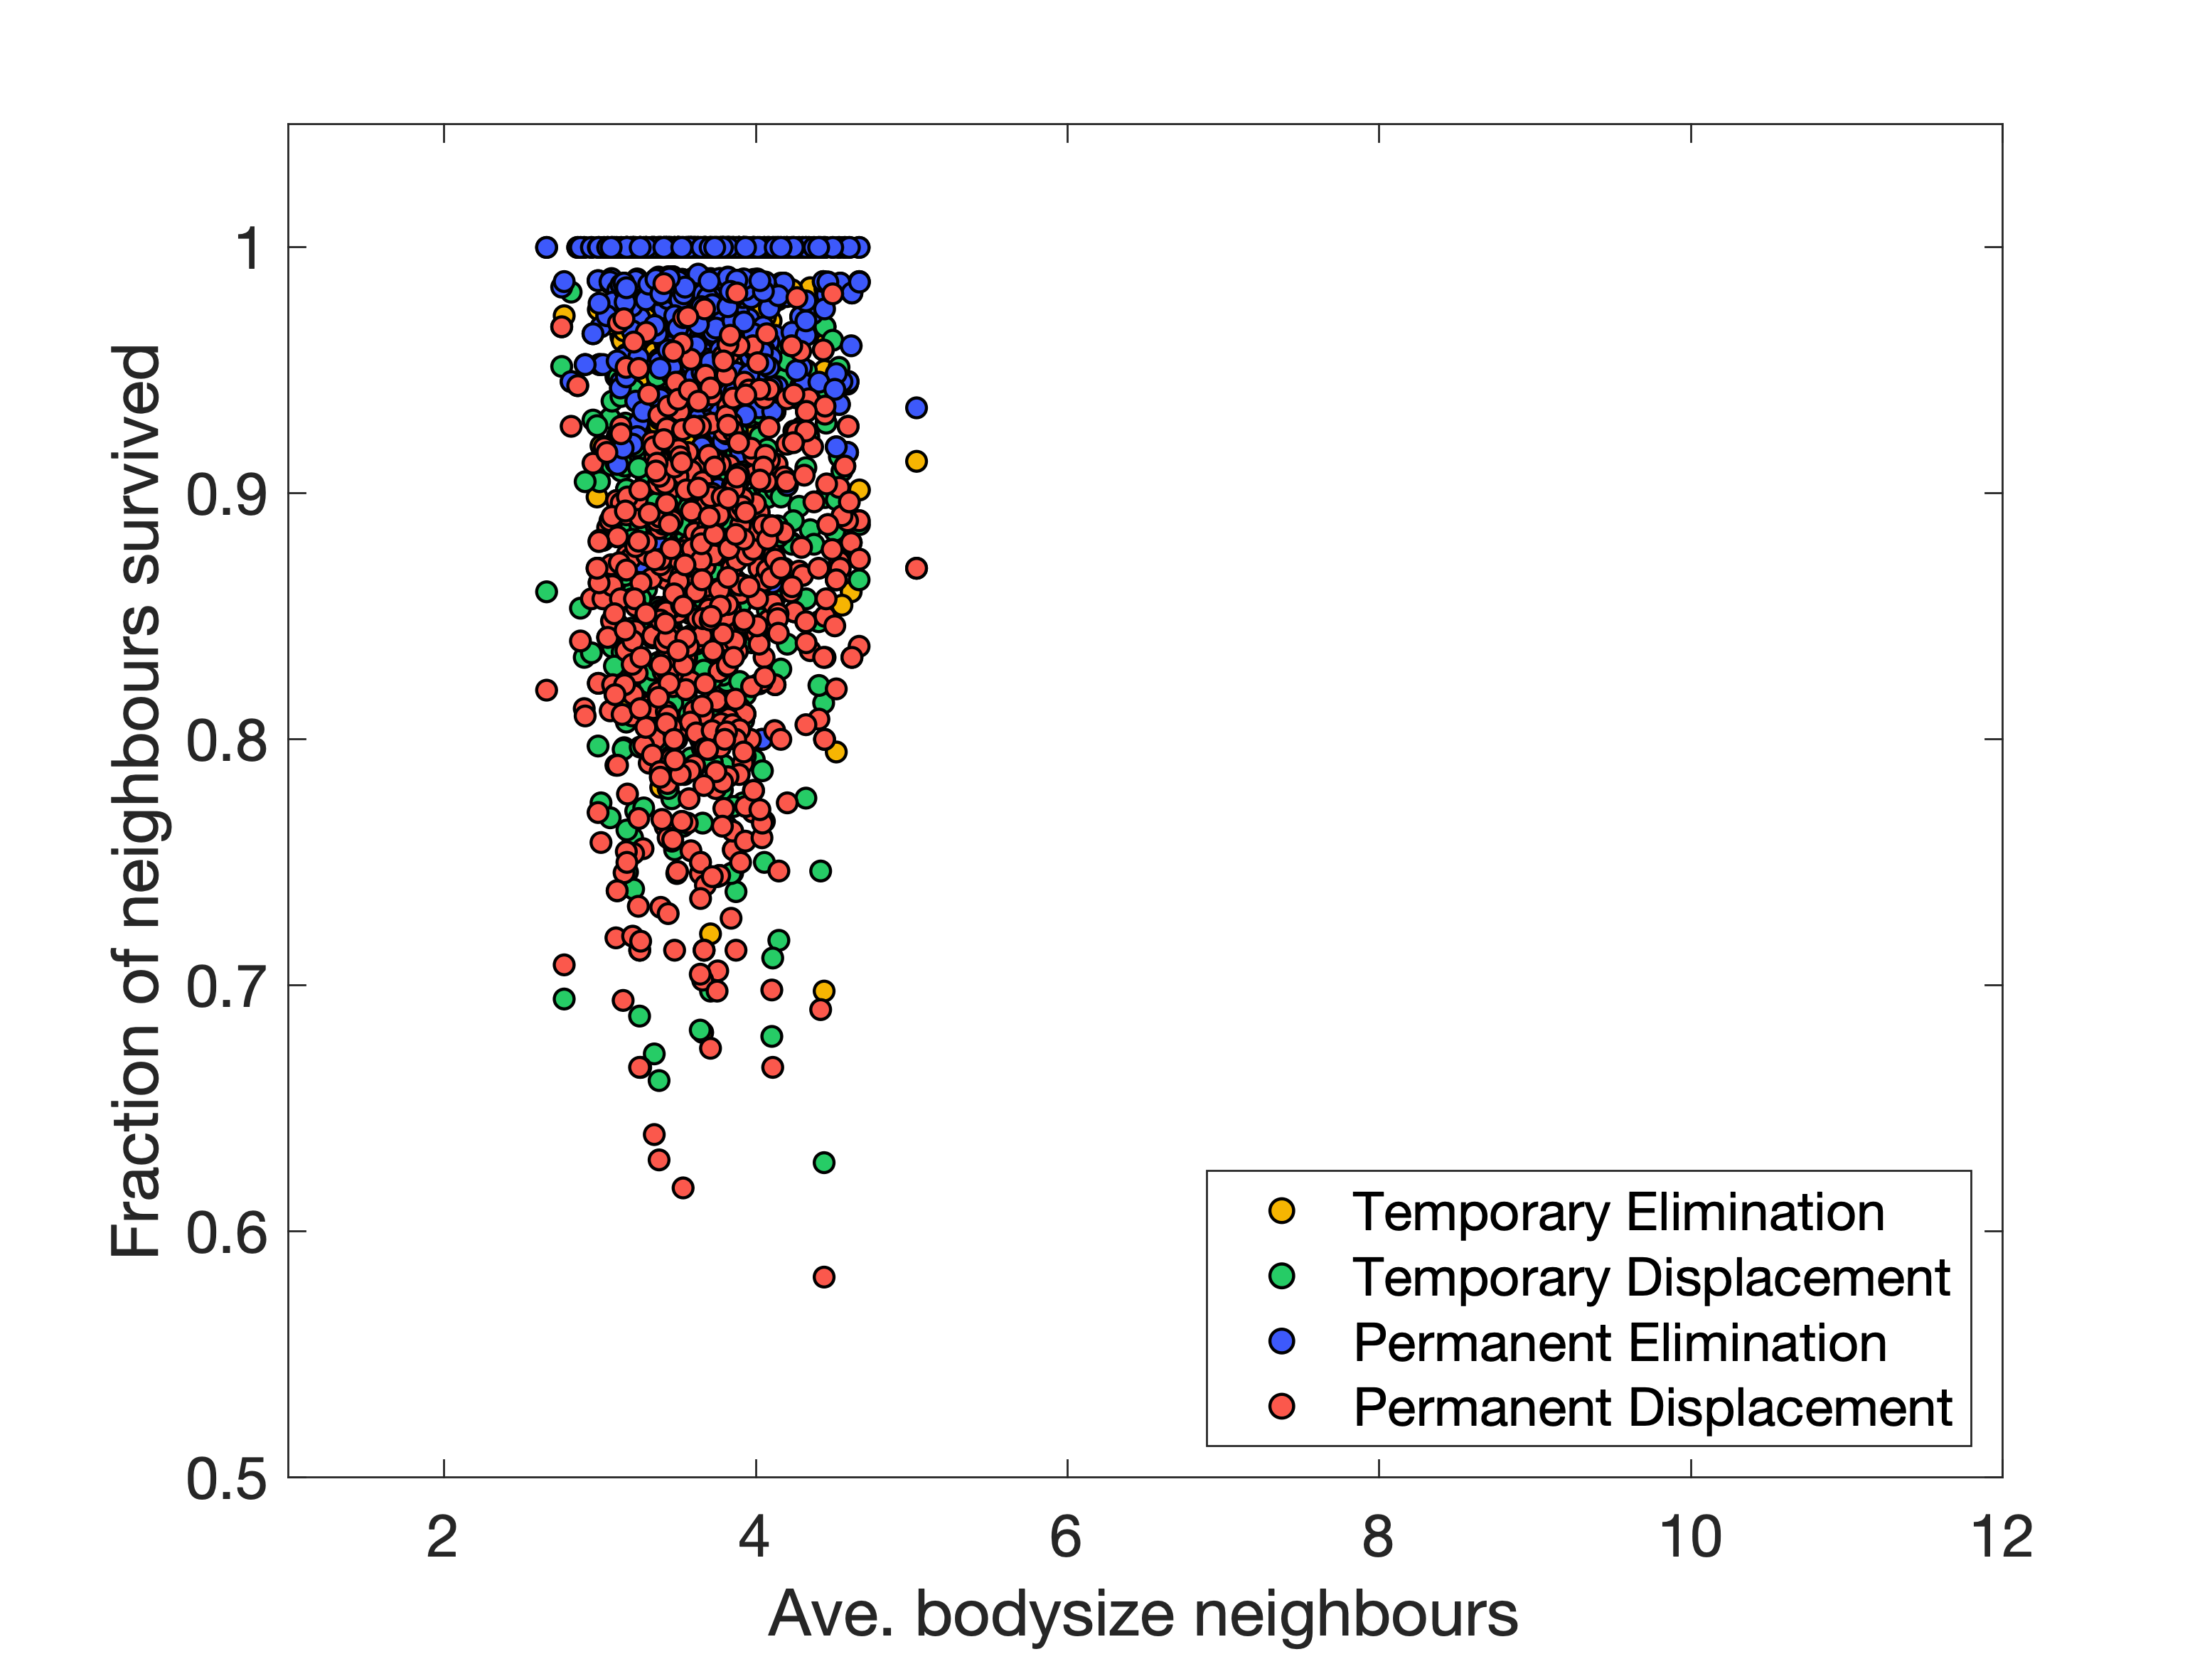 Fraction of neighbours survived
1
0.9
0.8
0.7
0.6
0.5
2 4 6 8 10 12
Ave. bodysize neighbours
Temporary Elimination
Temporary Displacement
Permanent Elimination
Permanent Displacement